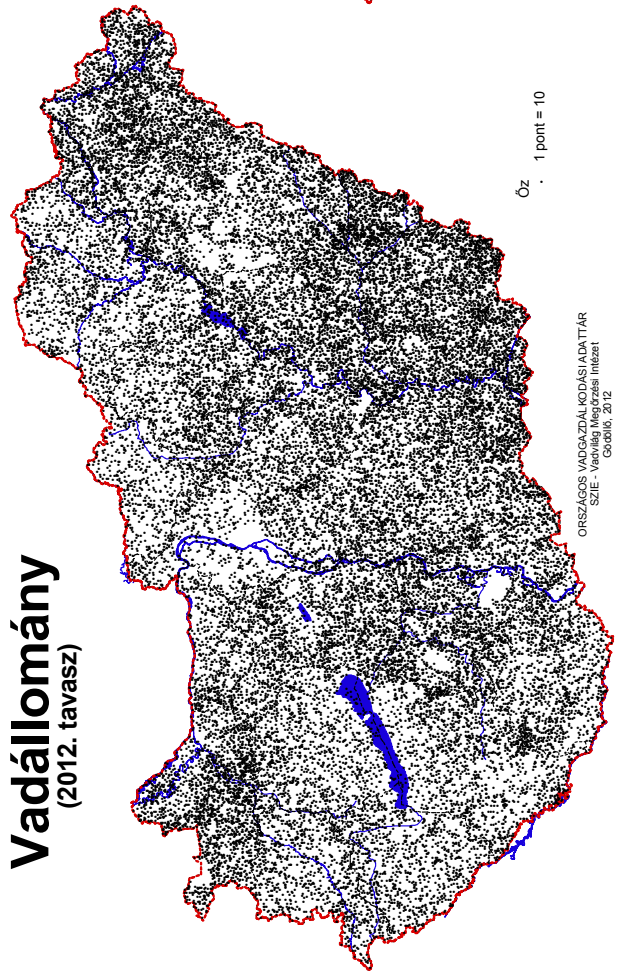 Vadállomány
(2012. tavasz)
Őz
. 1 pont = 10
ORSZÁGOS VADGAZDÁLKODÁSI ADATTÁR
SZIE - Vadvilág Megőrzési Intézet
Gödöllő, 2012